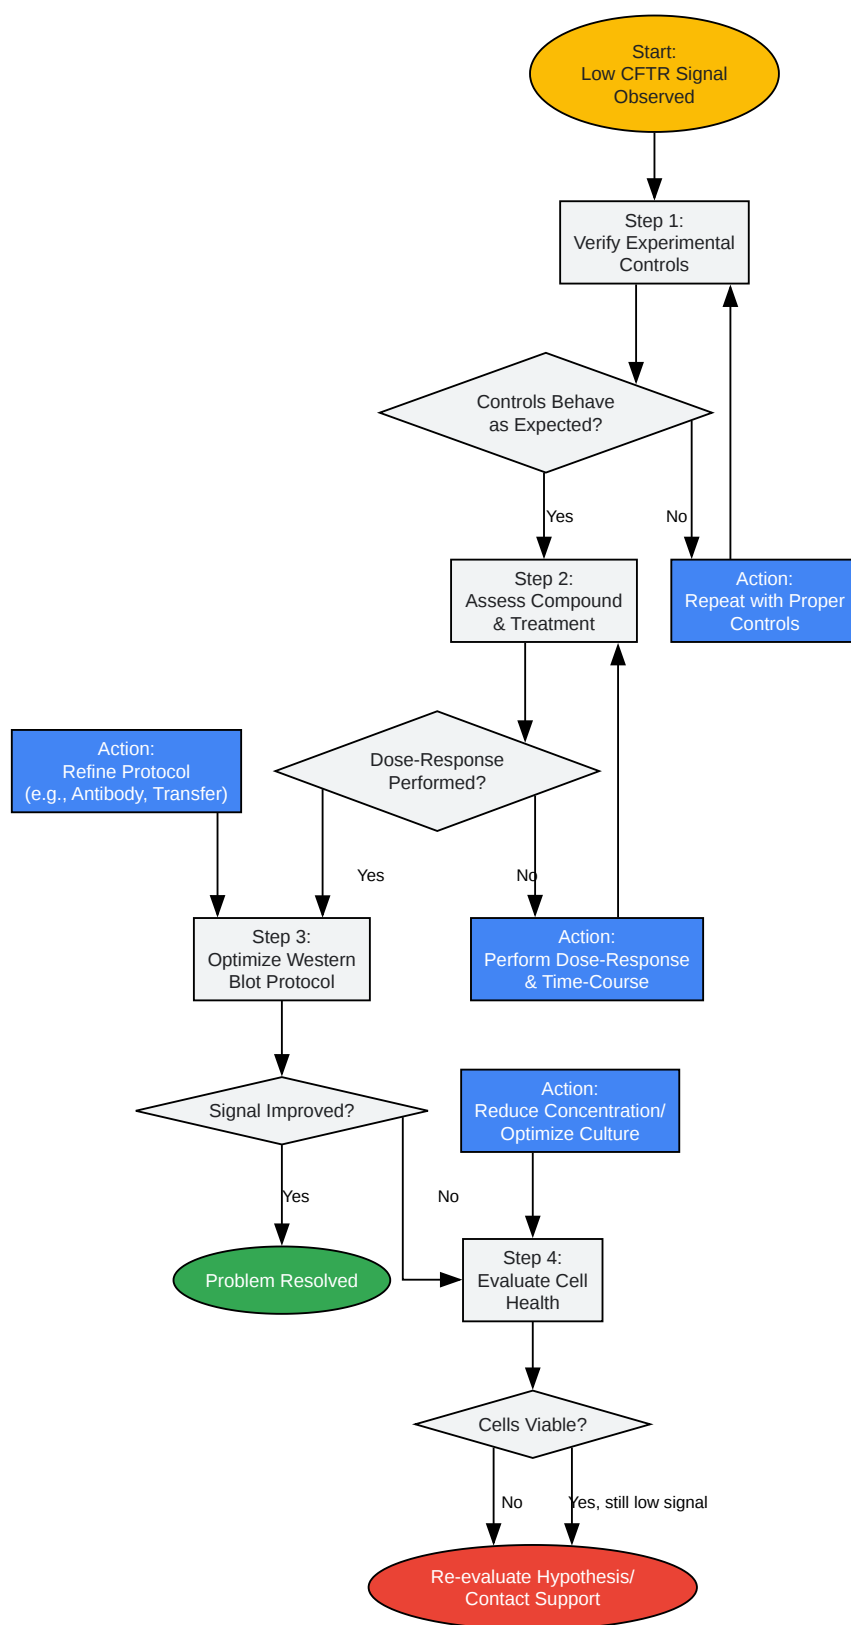 Start:
Low CFTR Signal
Observed
Step 1:
Verify Experimental
Controls
Controls Behave
as Expected?
Yes
No
Step 2:
Assess Compound
& Treatment
Action:
Repeat with Proper
Controls
Dose-Response
Performed?
Action:
Refine Protocol
(e.g., Antibody, Transfer)
Yes
No
Step 3:
Optimize Western
Blot Protocol
Action:
Perform Dose-Response
& Time-Course
Signal Improved?
Action:
Reduce Concentration/
Optimize Culture
Yes
No
Problem Resolved
Step 4:
Evaluate Cell
Health
Cells Viable?
No
Yes, still low signal
Re-evaluate Hypothesis/
Contact Support